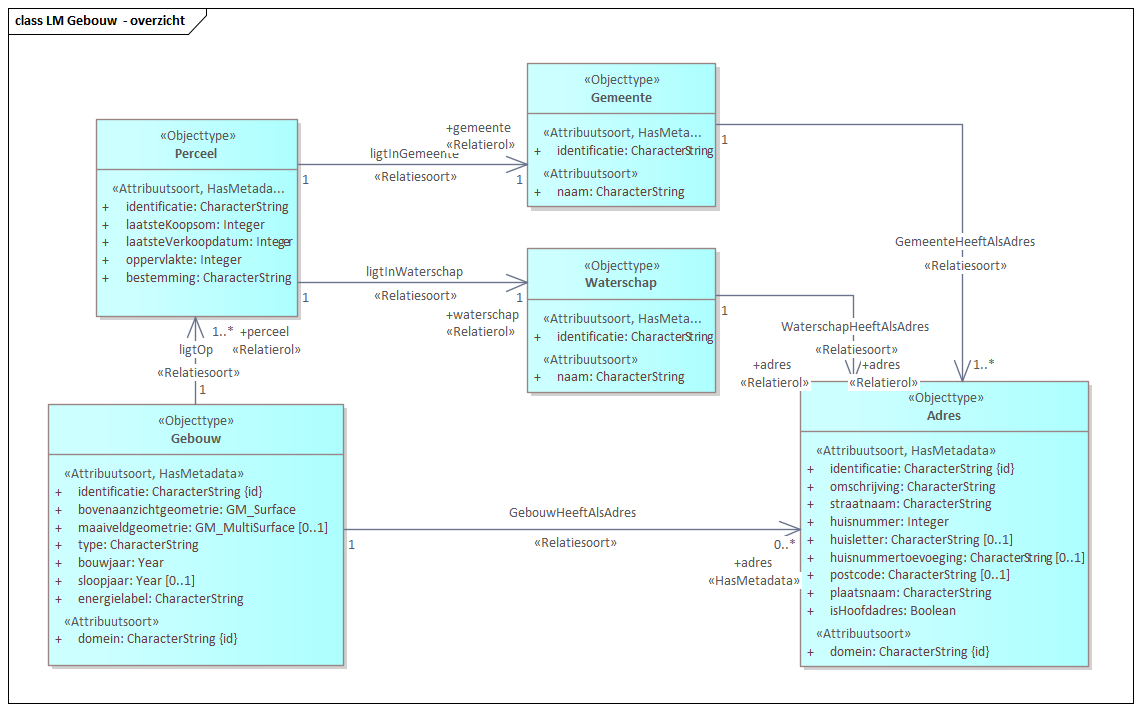 class LM Gebouw - overzicht
«Objecttype»
Gemeente
«Attribuutsoort, HasMeta...
+ identificatie: CharacterString
«Attribuutsoort»
+ naam: CharacterString
«Objecttype»
Perceel
«Attribuutsoort, HasMetada...
+ identificatie: CharacterString
+ laatsteKoopsom: Integer
+ laatsteVerkoopdatum: Integer
+ oppervlakte: Integer
+ bestemming: CharacterString
+gemeente
«Relatierol»
ligtInGemeente
«Relatiesoort»
1
1
1
GemeenteHeeftAlsAdres
«Relatiesoort»
ligtInWaterschap
«Relatiesoort»
1
1
+waterschap
«Relatierol»
«Objecttype»
Waterschap
«Attribuutsoort, HasMeta...
+ identificatie: CharacterString
«Attribuutsoort»
+ naam: CharacterString
1
WaterschapHeeftAlsAdres
«Relatiesoort»
+adres
«Relatierol»
+adres
«Relatierol»
1..*
1..* +perceel
«Relatierol»
ligtOp
«Relatiesoort»
1
«Objecttype»
Gebouw
«Attribuutsoort, HasMetadata»
+ identificatie: CharacterString {id}
+ bovenaanzichtgeometrie: GM_Surface
+ maaiveldgeometrie: GM_MultiSurface [0..1]
+ type: CharacterString
+ bouwjaar: Year
+ sloopjaar: Year [0..1]
+ energielabel: CharacterString
«Attribuutsoort»
+ domein: CharacterString {id}
GebouwHeeftAlsAdres
«Relatiesoort»
1
0..*
+adres
«HasMetadata»
«Objecttype»
Adres
«Attribuutsoort, HasMetadata»
+ identificatie: CharacterString {id}
+ omschrijving: CharacterString
+ straatnaam: CharacterString
+ huisnummer: Integer
+ huisletter: CharacterString [0..1]
+ huisnummertoevoeging: CharacterString [0..1]
+ postcode: CharacterString [0..1]
+ plaatsnaam: CharacterString
+ isHoofdadres: Boolean
«Attribuutsoort»
+ domein: CharacterString {id}